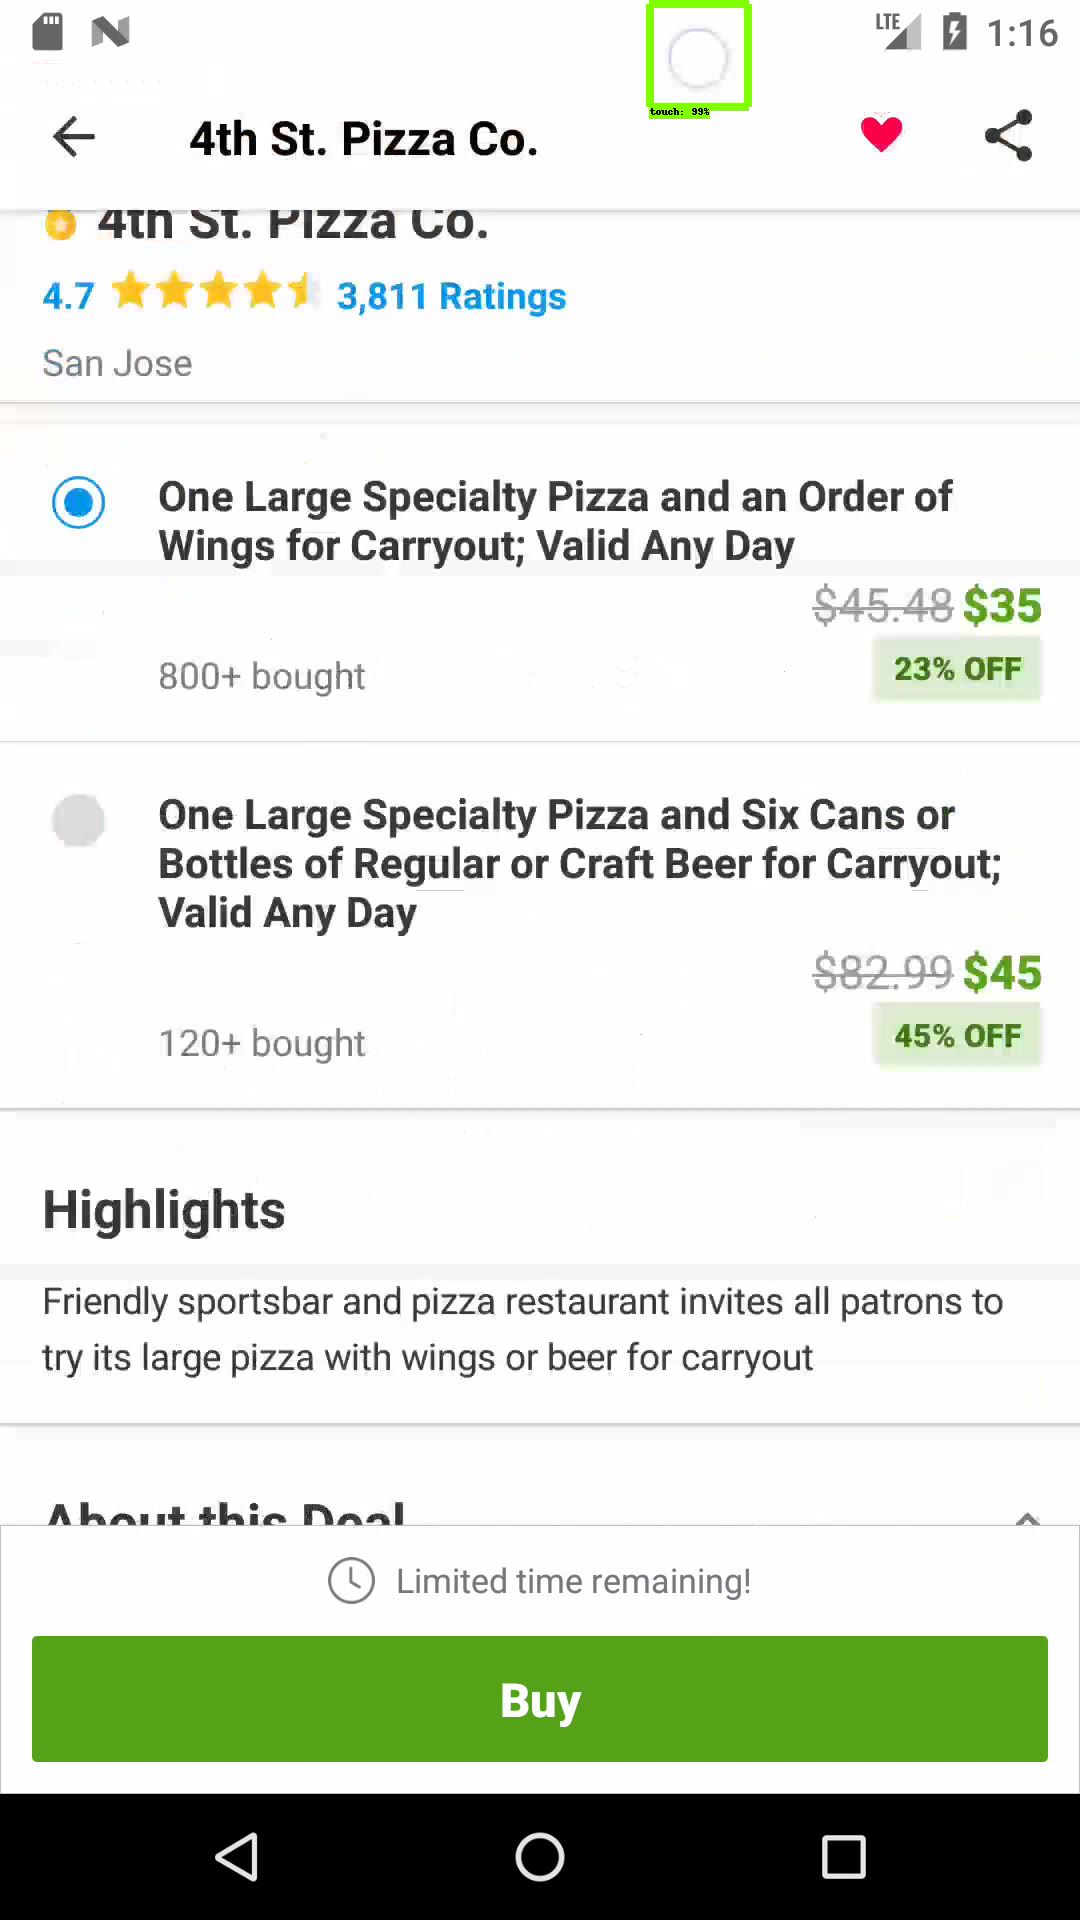 LTE 1:16
touch: 99%
4th St. Pizza Co.
4th St. Pizza Co.
4.7 3,811 Ratings
San Jose
One Large Specialty Pizza and an Order of
Wings for Carryout; Valid Any Day
$45.48 $35
800+ bought
23% OFF
One Large Specialty Pizza and Six Cans or
Bottles of Regular or Craft Beer for Carryout;
Valid Any Day
$82.99 $45
120+ bought
45% OFF
Highlights
Friendly sportsbar and pizza restaurant invites all patrons to
try its large pizza with wings or beer for carryout
About this Deal
Limited time remaining!
Buy